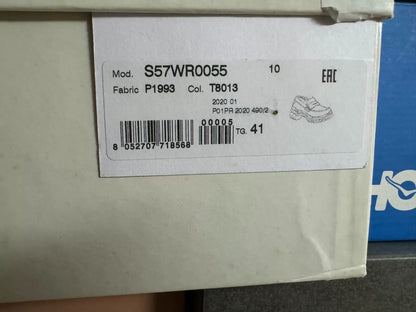 Mod. S57WR0055 10
EAC
Fabric P1993 Col. T8013
2020 01
P01PR 2020 490/2
00005
TG. 41
8 052707 718568
HO